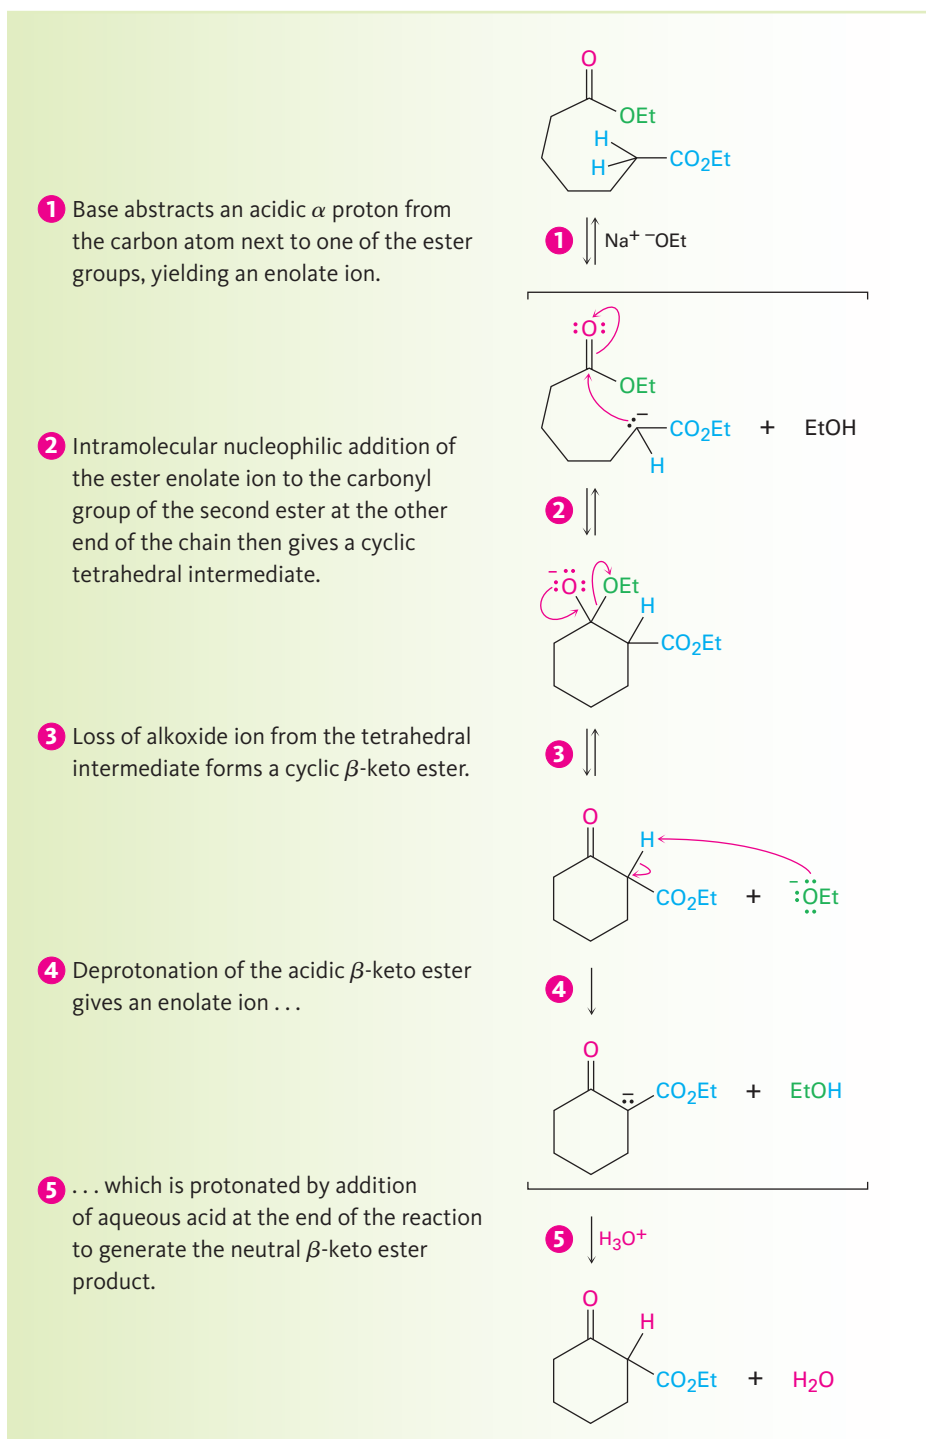 O
OEt
H
H
CO₂Et
1 Base abstracts an acidic α proton from
the carbon atom next to one of the ester
groups, yielding an enolate ion.
1 Na⁺ ⁻OEt
:O:
OEt
–
:
CO₂Et + EtOH
H
2 Intramolecular nucleophilic addition of
the ester enolate ion to the carbonyl
group of the second ester at the other
end of the chain then gives a cyclic
tetrahedral intermediate.
2
– :Ö: OEt
H
CO₂Et
3 Loss of alkoxide ion from the tetrahedral
intermediate forms a cyclic β-keto ester.
3
O
H
CO₂Et + – :ÖEt
4 Deprotonation of the acidic β-keto ester
gives an enolate ion . . .
4
O
–
:
CO₂Et + EtOH
5 . . . which is protonated by addition
of aqueous acid at the end of the reaction
to generate the neutral β-keto ester
product.
5 H₃O⁺
O
H
CO₂Et + H₂O